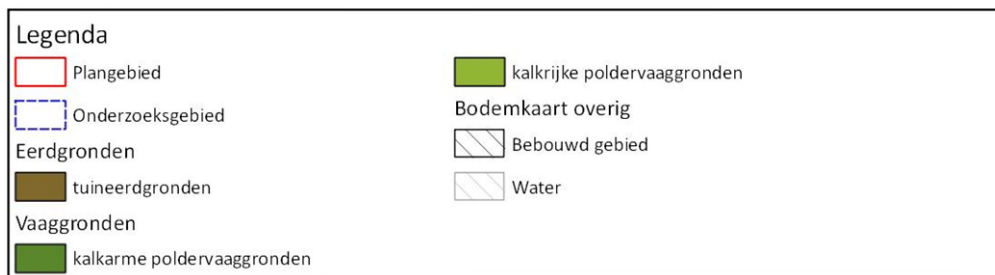 Legenda
Plangebied
Onderzoeksgebied
Eerdgronden
tuineerdgronden
Vaaggronden
kalkarme poldervaaggronden
kalkrijke poldervaaggronden
Bodemkaart overig
Bebouwd gebied
Water